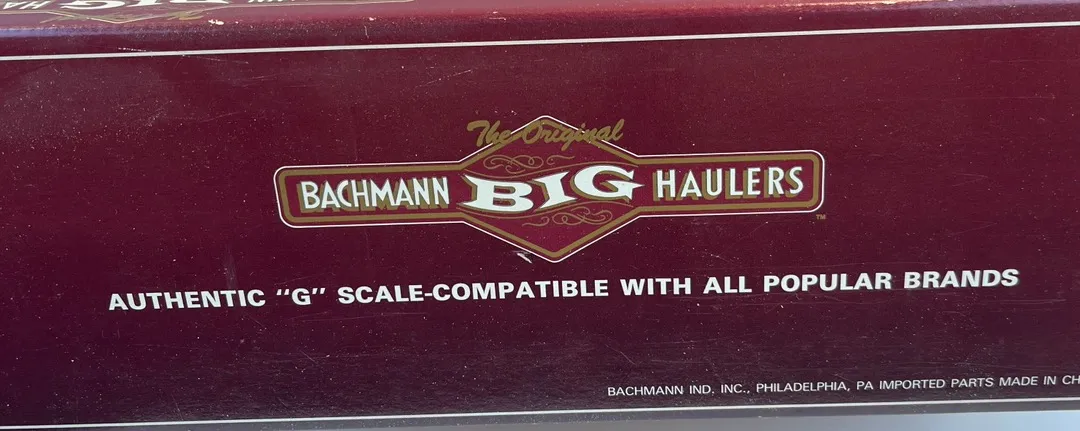 The Original
BACHMANN BIG HAULERS
TM
AUTHENTIC "G" SCALE-COMPATIBLE WITH ALL POPULAR BRANDS
BACHMANN IND. INC., PHILADELPHIA, PA IMPORTED PARTS MADE IN CH